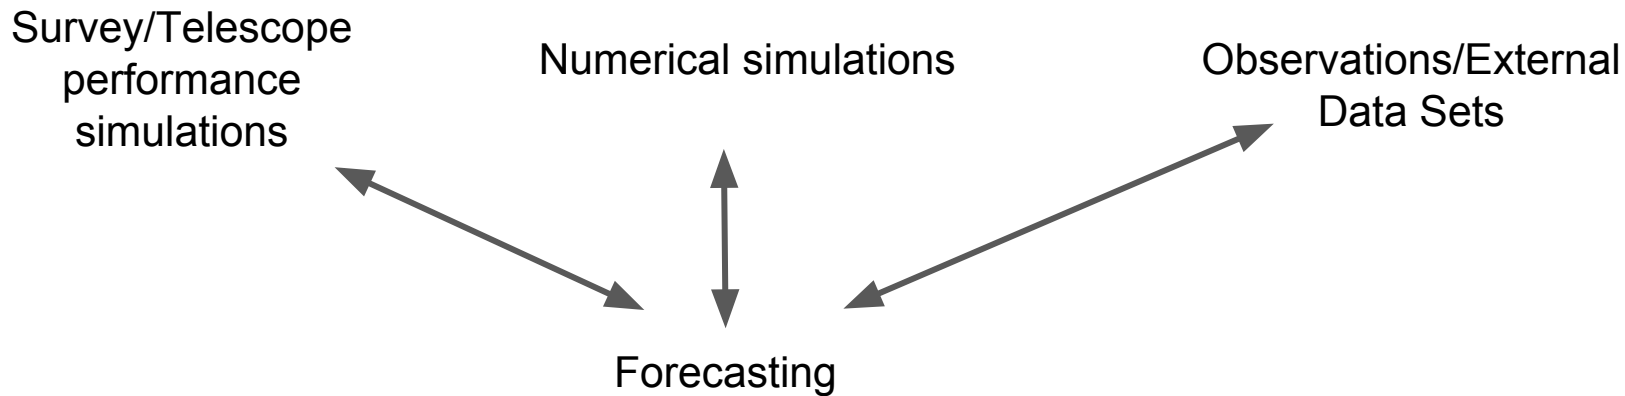 Survey/Telescope
performance
simulations
Numerical simulations
Observations/External
Data Sets
Forecasting